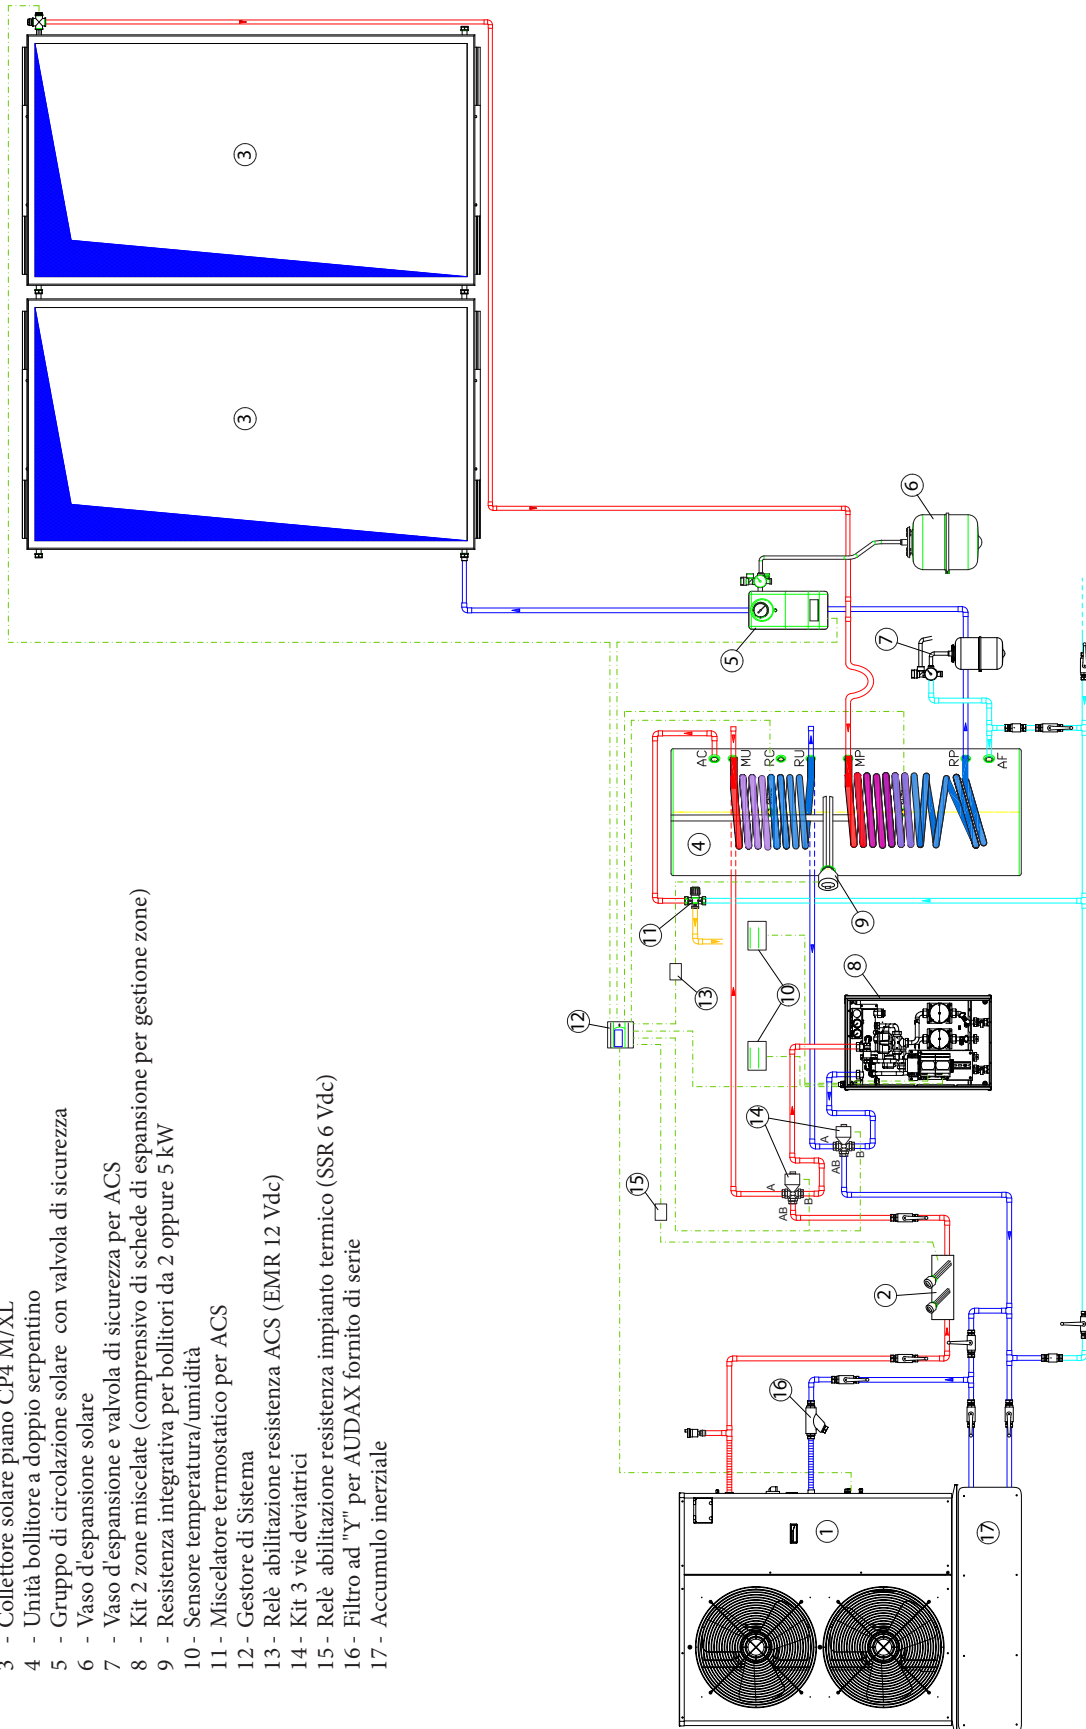 3 - Collettore solare piano CP4 M/XL
4 - Unità bollitore a doppio serpentino
5 - Gruppo di circolazione solare con valvola di sicurezza
6 - Vaso d'espansione solare
7 - Vaso d'espansione e valvola di sicurezza per ACS
8 - Kit 2 zone miscelate (comprensivo di schede di espansione per gestione zone)
9 - Resistenza integrativa per bollitori da 2 oppure 5 kW
10 - Sensore temperatura/umidità
11 - Miscelatore termostatico per ACS
12 - Gestore di Sistema
13 - Relè abilitazione resistenza ACS (EMR 12 Vdc)
14 - Kit 3 vie deviatrici
15 - Relè abilitazione resistenza impianto termico (SSR 6 Vdc)
16 - Filtro ad "Y" per AUDAX fornito di serie
17 - Accumulo inerziale
3
3
6
5
7
AC
MU
RC
RU
MP
RP
AF
4
11
9
13
10
8
12
14
A
AB
B
A
AB
B
15
2
16
1
17